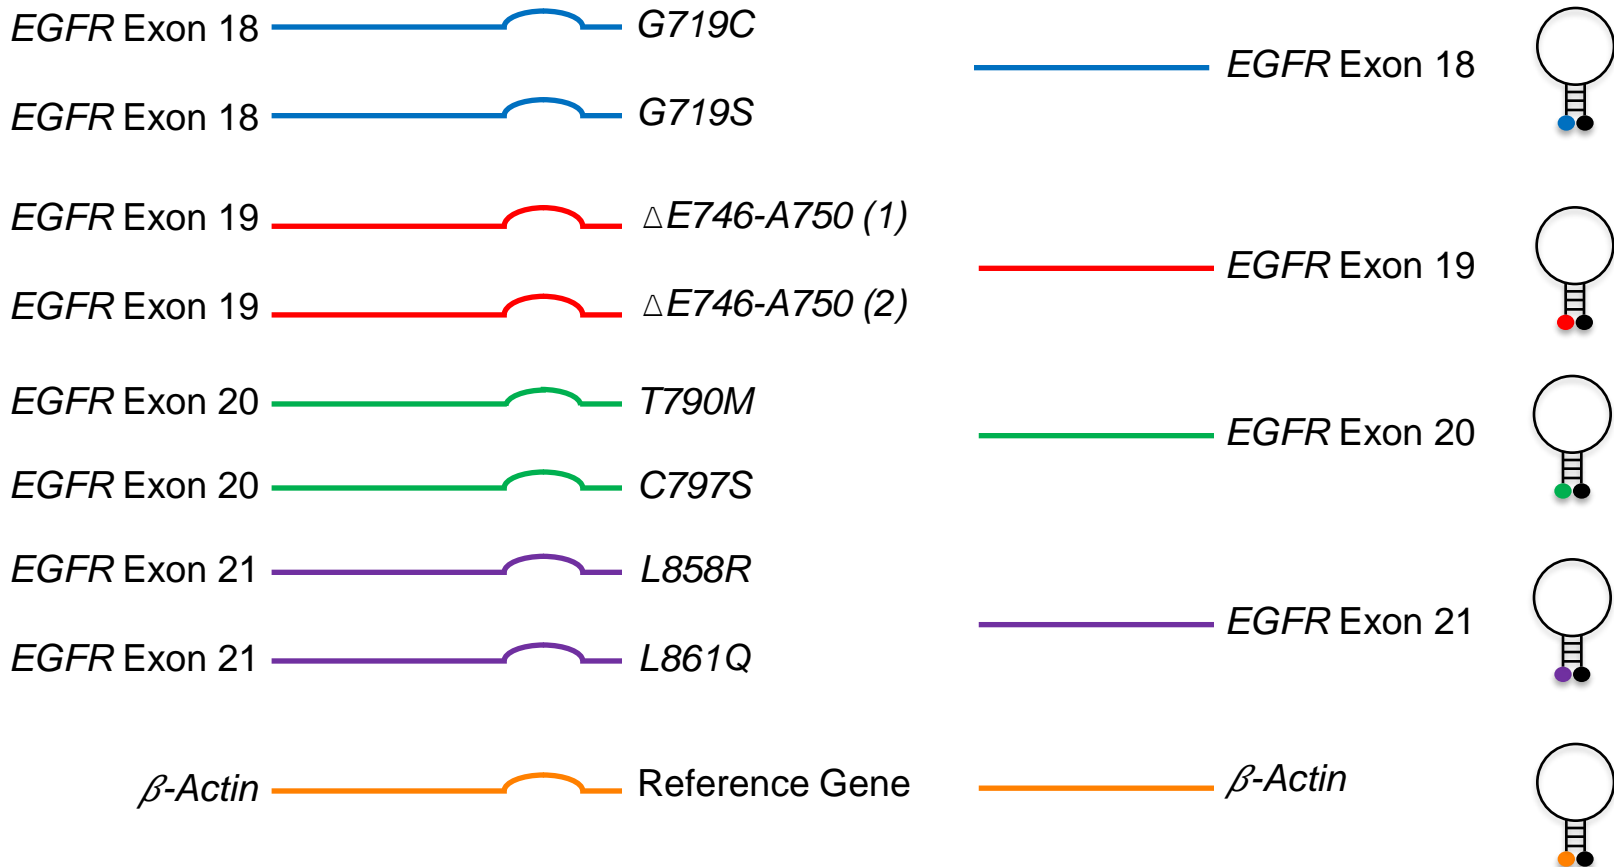 EGFR Exon 18 G719C
EGFR Exon 18
EGFR Exon 18 G719S
EGFR Exon 19 △E746-A750 (1)
EGFR Exon 19
EGFR Exon 19 △E746-A750 (2)
EGFR Exon 20 T790M
EGFR Exon 20
EGFR Exon 20 C797S
EGFR Exon 21 L858R
EGFR Exon 21
EGFR Exon 21 L861Q
β-Actin Reference Gene
β-Actin